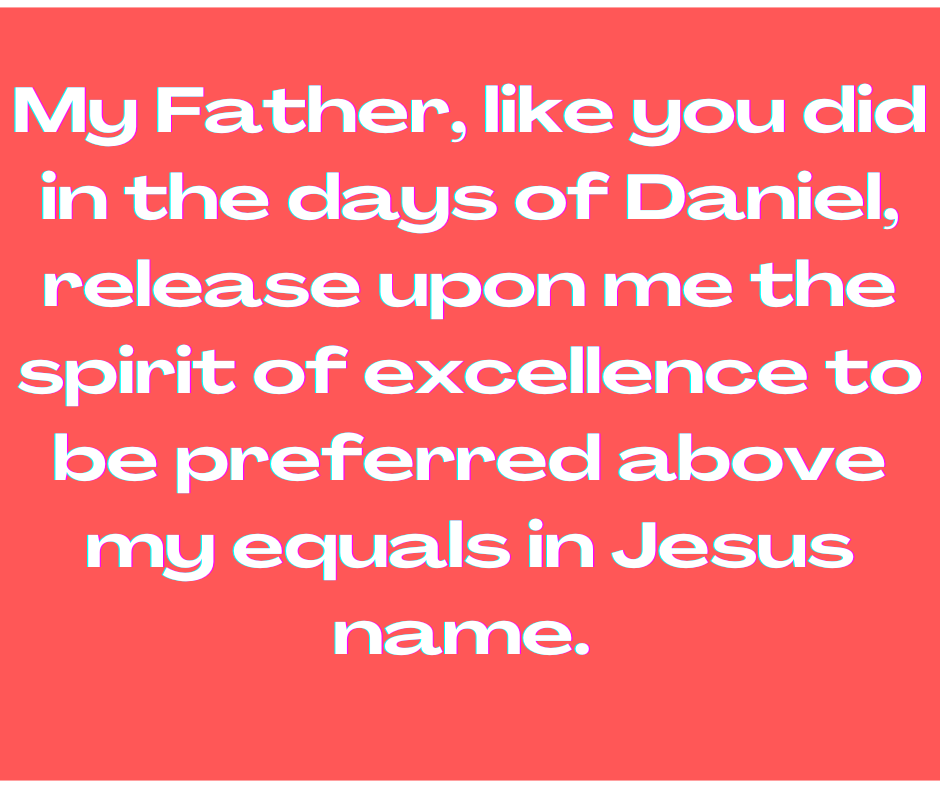 My Father, like you did
in the days of Daniel,
release upon me the
spirit of excellence to
be preferred above
my equals in Jesus
name.